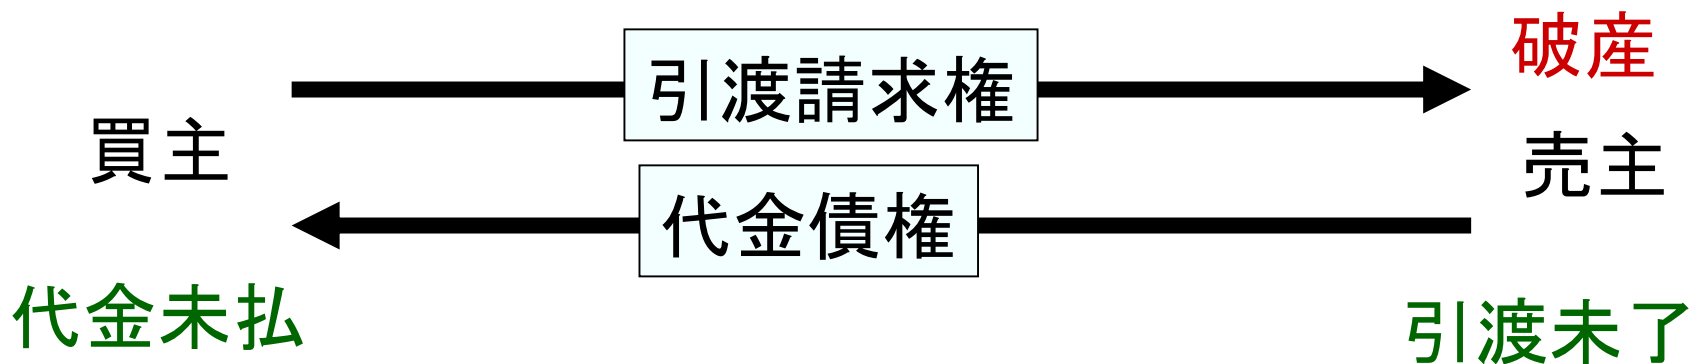 破産
引渡請求権
買主
売主
代金債権
代金未払
引渡未了